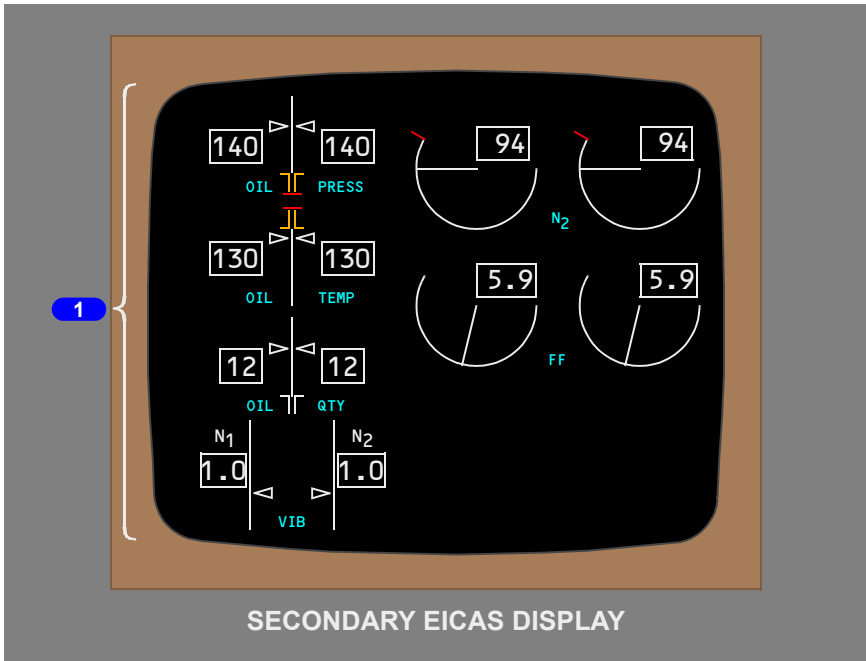 140 140
OIL PRESS
130 130
OIL TEMP
12 12
OIL QTY
N1 N2
1.0 1.0
VIB
94 94
N2
5.9 5.9
FF
1
SECONDARY EICAS DISPLAY